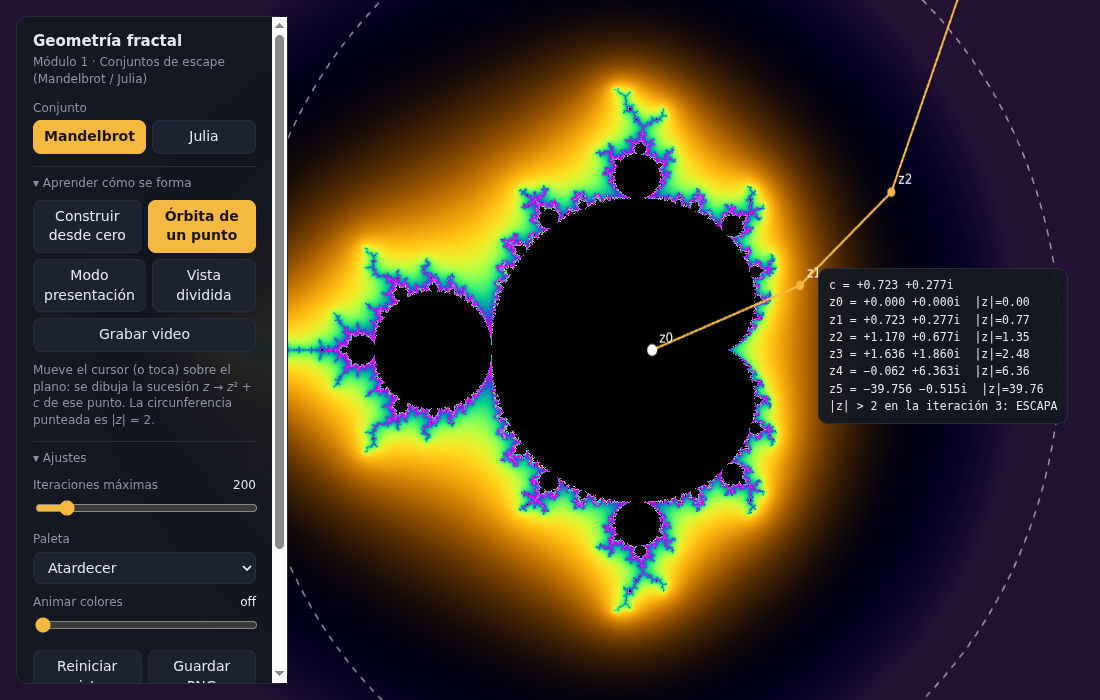 Geometría fractal
Módulo 1 · Conjuntos de escape
(Mandelbrot / Julia)
Conjunto
Mandelbrot
Julia
▾ Aprender cómo se forma
Construir
desde cero
Órbita de
un punto
Modo
presentación
Vista
dividida
Grabar video
Mueve el cursor (o toca) sobre el
plano: se dibuja la sucesión z → z² +
c de ese punto. La circunferencia
punteada es |z| = 2.
▾ Ajustes
Iteraciones máximas
200
Paleta
Atardecer
Animar colores
off
Reiniciar
Guardar
z0
z1
z2
c = +0.723 +0.277i
z0 = +0.000 +0.000i |z|=0.00
z1 = +0.723 +0.277i |z|=0.77
z2 = +1.170 +0.677i |z|=1.35
z3 = +1.636 +1.860i |z|=2.48
z4 = −0.062 +6.363i |z|=6.36
z5 = −39.756 −0.515i |z|=39.76
|z| > 2 en la iteración 3: ESCAPA